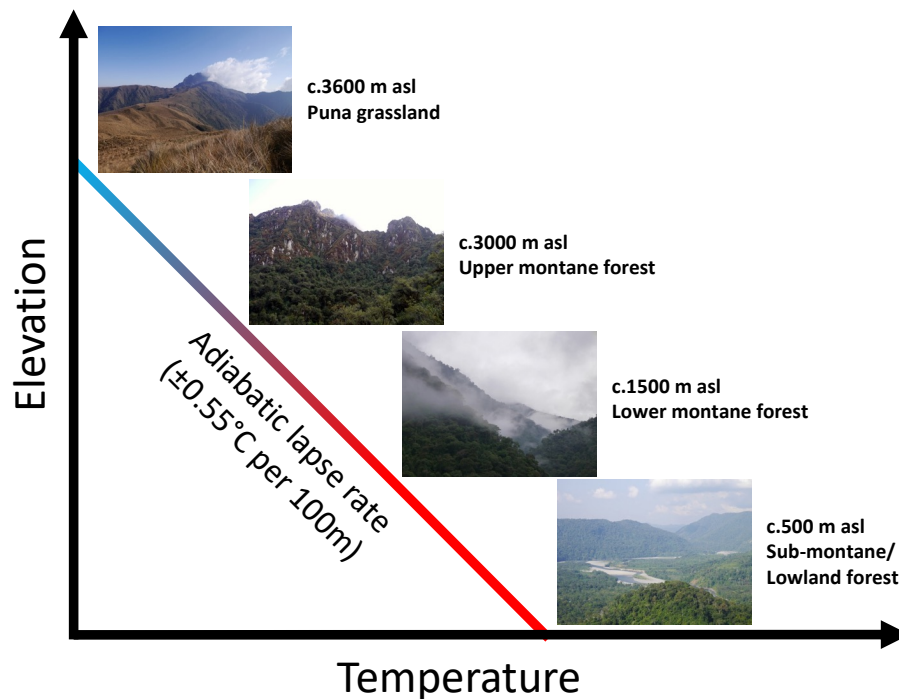 c.3600 m asl
Puna grassland
c.3000 m asl
Upper montane forest
Elevation
Adiabatic lapse rate
(±0.55°C per 100m)
c.1500 m asl
Lower montane forest
c.500 m asl
Sub-montane/
Lowland forest
Temperature